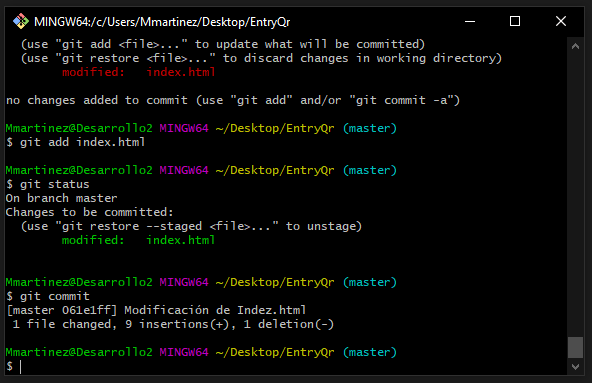 MINGW64:/c/Users/Mmartinez/Desktop/EntryQr
(use "git add <file>..." to update what will be committed)
(use "git restore <file>..." to discard changes in working directory)
modified:   index.html
no changes added to commit (use "git add" and/or "git commit -a")
Mmartinez@Desarrollo2 MINGW64 ~/Desktop/EntryQr (master)
$ git add index.html
Mmartinez@Desarrollo2 MINGW64 ~/Desktop/EntryQr (master)
$ git status
On branch master
Changes to be committed:
(use "git restore --staged <file>..." to unstage)
modified:   index.html
Mmartinez@Desarrollo2 MINGW64 ~/Desktop/EntryQr (master)
$ git commit
[master 061e1ff] Modificación de Indez.html
1 file changed, 9 insertions(+), 1 deletion(-)
Mmartinez@Desarrollo2 MINGW64 ~/Desktop/EntryQr (master)
$